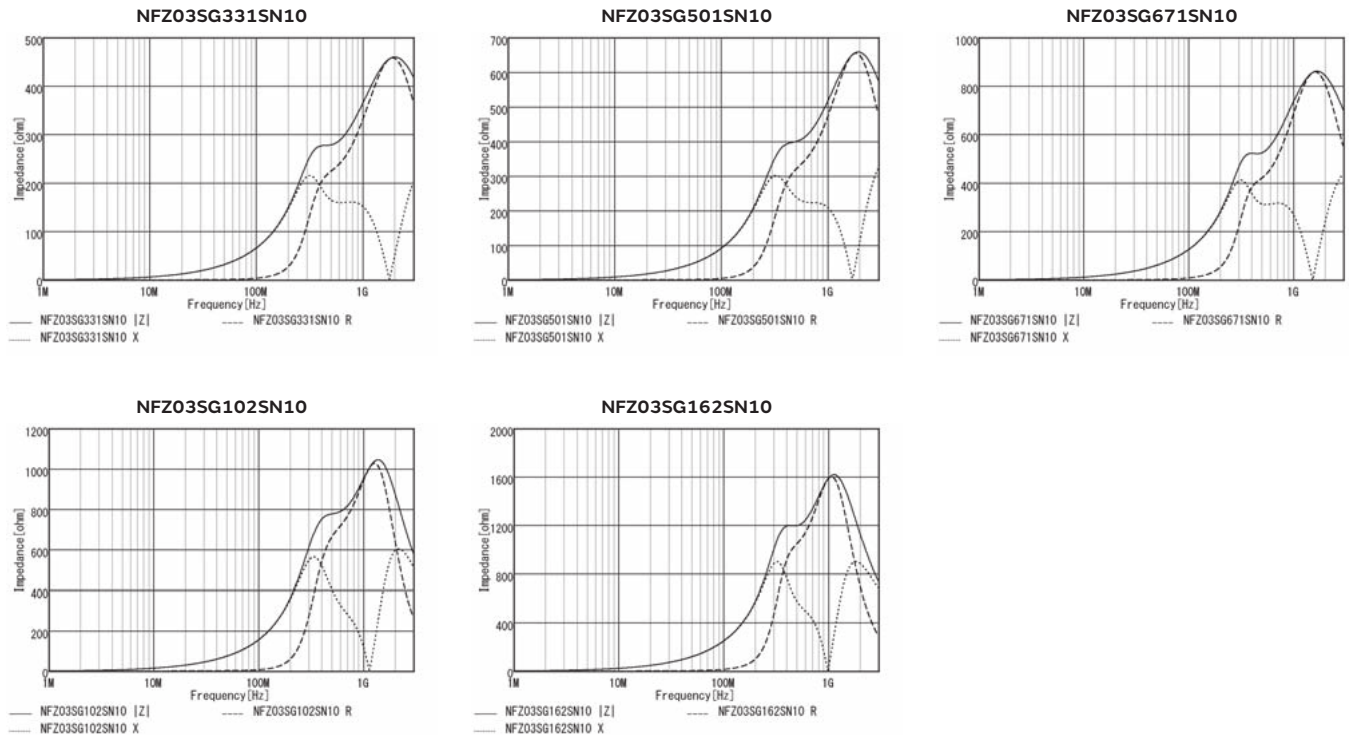 NFZ03SG331SN10
500
400
300
200
100
0
Impedance[ohm]
1M 10M 100M 1G
Frequency[Hz]
NFZ03SG331SN10 |Z| NFZ03SG331SN10 R
NFZ03SG331SN10 X
NFZ03SG501SN10
700
600
500
400
300
200
100
0
Impedance[ohm]
1M 10M 100M 1G
Frequency[Hz]
NFZ03SG501SN10 |Z| NFZ03SG501SN10 R
NFZ03SG501SN10 X
NFZ03SG671SN10
1000
800
600
400
200
0
Impedance[ohm]
1M 10M 100M 1G
Frequency[Hz]
NFZ03SG671SN10 |Z| NFZ03SG671SN10 R
NFZ03SG671SN10 X
NFZ03SG102SN10
1200
1000
800
600
400
200
0
Impedance[ohm]
1M 10M 100M 1G
Frequency[Hz]
NFZ03SG102SN10 |Z| NFZ03SG102SN10 R
NFZ03SG102SN10 X
NFZ03SG162SN10
2000
1600
1200
800
400
0
Impedance[ohm]
1M 10M 100M 1G
Frequency[Hz]
NFZ03SG162SN10 |Z| NFZ03SG162SN10 R
NFZ03SG162SN10 X